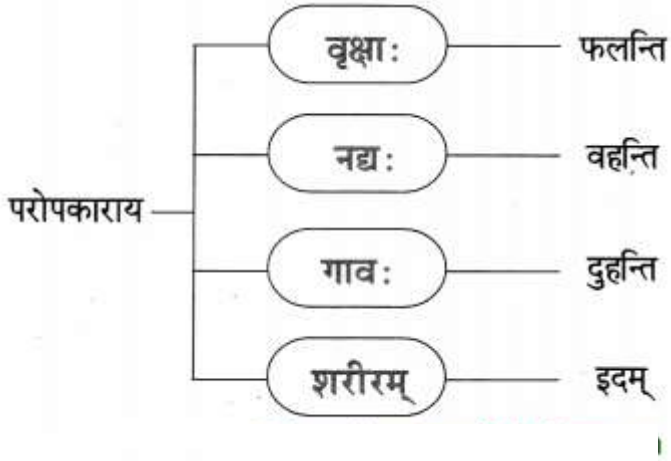 वृक्षाः फलन्ति
नद्यः वहन्ति
परोपकाराय
गावः दुहन्ति
शरीरम् इदम्